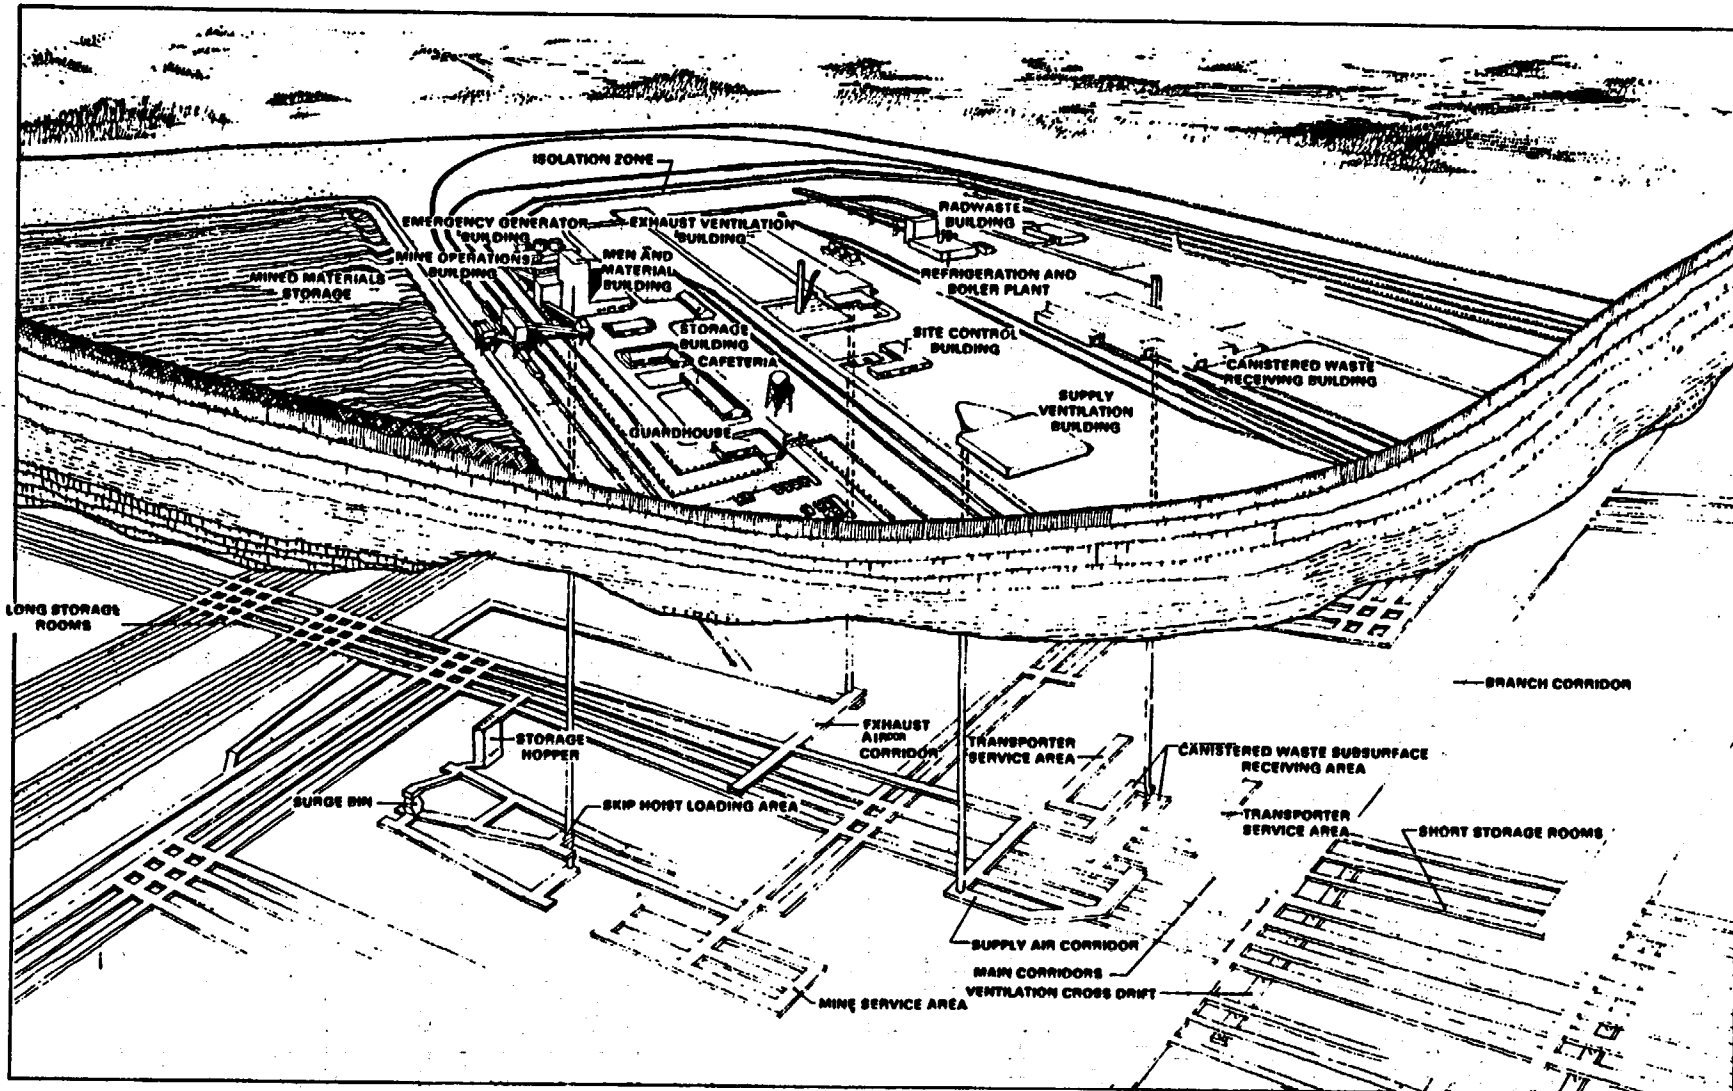 ISOLATION ZONE
EMERGENCY GENERATOR
BUILDING
EXHAUST VENTILATION
BUILDING
RADWASTE
BUILDING
MINE OPERATIONS
BUILDING
MEN AND
MATERIAL
BUILDING
MINED MATERIALS
STORAGE
REFRIGERATION AND
BOILER PLANT
STORAGE
BUILDING
SITE CONTROL
BUILDING
CAFETERIA
CANISTERED WASTE
RECEIVING BUILDING
SUPPLY
VENTILATION
BUILDING
GUARDHOUSE
LONG STORAGE
ROOMS
BRANCH CORRIDOR
STORAGE
HOPPER
EXHAUST
CORRIDOR
TRANSPORTER
SERVICE AREA
CANISTERED WASTE SUBSURFACE
RECEIVING AREA
SURGE BIN
SKIP HOIST LOADING AREA
TRANSPORTER
SERVICE AREA
SHORT STORAGE ROOMS
SUPPLY AIR CORRIDOR
MAIN CORRIDORS
VENTILATION CROSS DRIFT
MINE SERVICE AREA